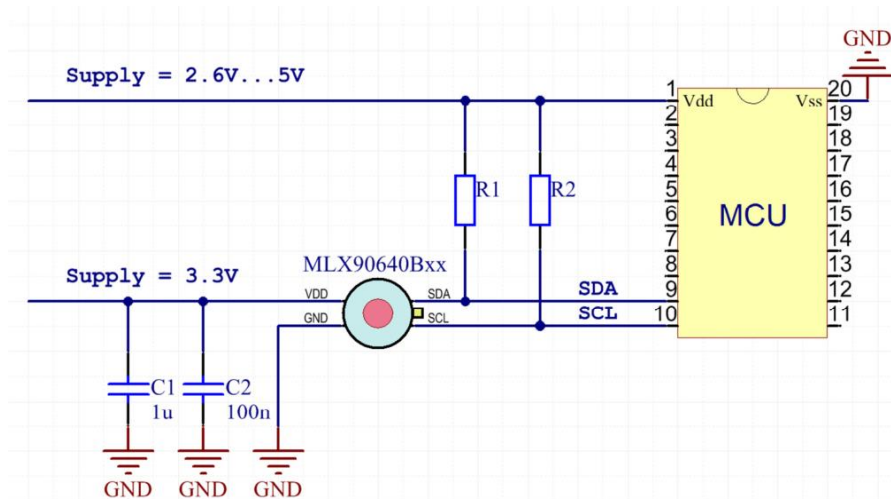 GND
Supply = 2.6V...5V
1 Vdd Vss 20
2 19
3 18
4 17
5 R1 R2 16
6 MCU 15
7 14
8 13
MLX90640Bxx
Supply = 3.3V
VDD SDA SDA 9 12
GND SCL SCL 10 11
C1 C2
1u 100n
GND GND GND